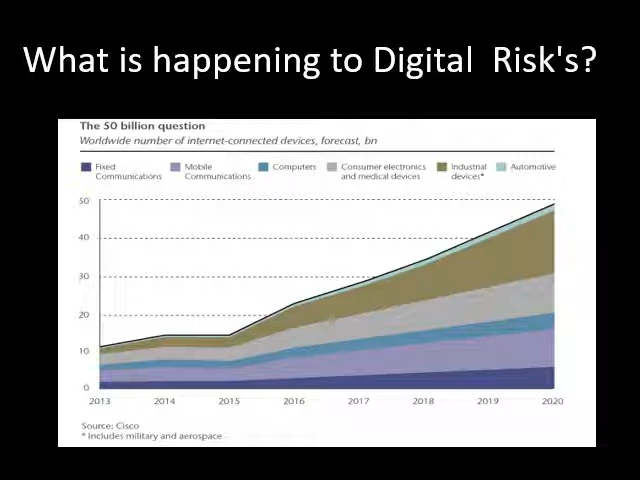 What is happening to Digital  Risk's?
The 50 billion question
Worldwide number of internet-connected devices, forecast, bn
Fixed Communications
Mobile Communications
Computers
Consumer electronics and medical devices
Industrial devices*
Automotive
50
40
30
20
10
0
2013 2014 2015 2016 2017 2018 2019 2020
Source: Cisco
* Includes military and aerospace